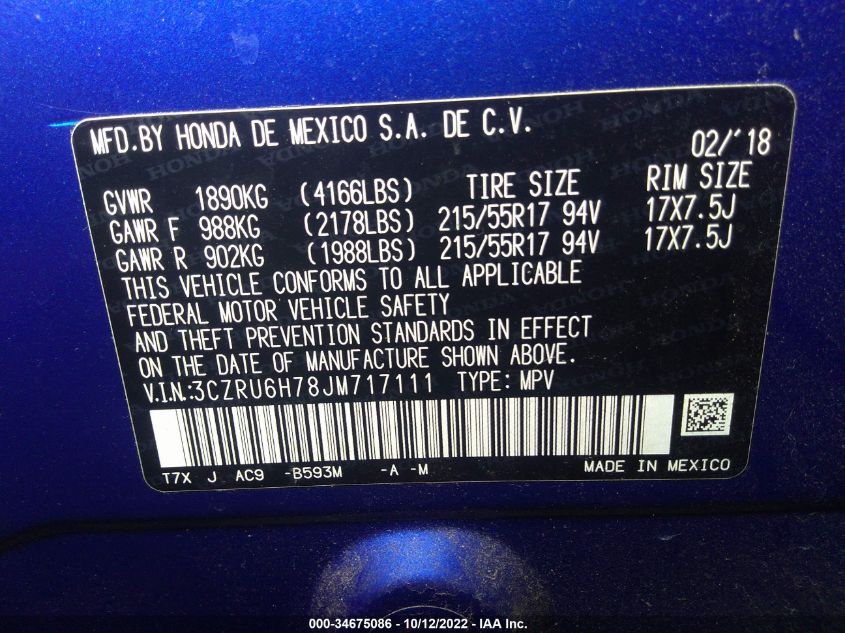 MFD.BY HONDA DE MEXICO S.A. DE C.V.
02/'18
GVWR 1890KG (4166LBS) TIRE SIZE RIM SIZE
GAWR F 988KG (2178LBS) 215/55R17 94V 17X7.5J
GAWR R 902KG (1988LBS) 215/55R17 94V 17X7.5J
THIS VEHICLE CONFORMS TO ALL APPLICABLE
FEDERAL MOTOR VEHICLE SAFETY
AND THEFT PREVENTION STANDARDS IN EFFECT
ON THE DATE OF MANUFACTURE SHOWN ABOVE.
V.I.N.:3CZRU6H78JM717111 TYPE: MPV
T7X J AC9 -B593M -A -M MADE IN MEXICO
000-34675086 - 10/12/2022 - IAA Inc.